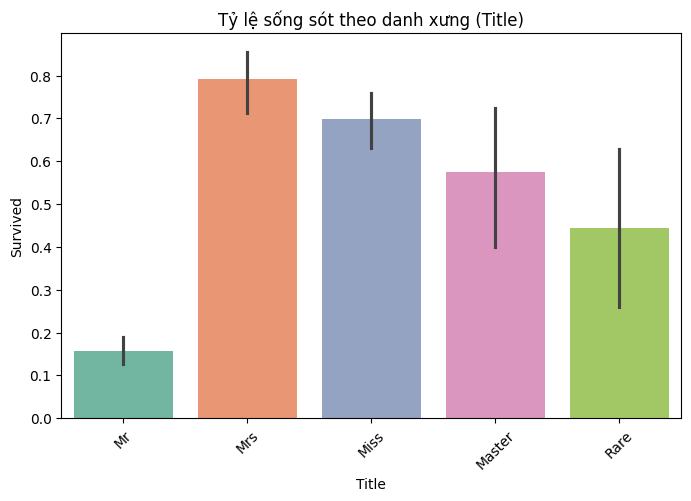 Tỷ lệ sống sót theo danh xưng (Title)
Survived
0.8
0.7
0.6
0.5
0.4
0.3
0.2
0.1
0.0
Mr
Mrs
Miss
Master
Rare
Title